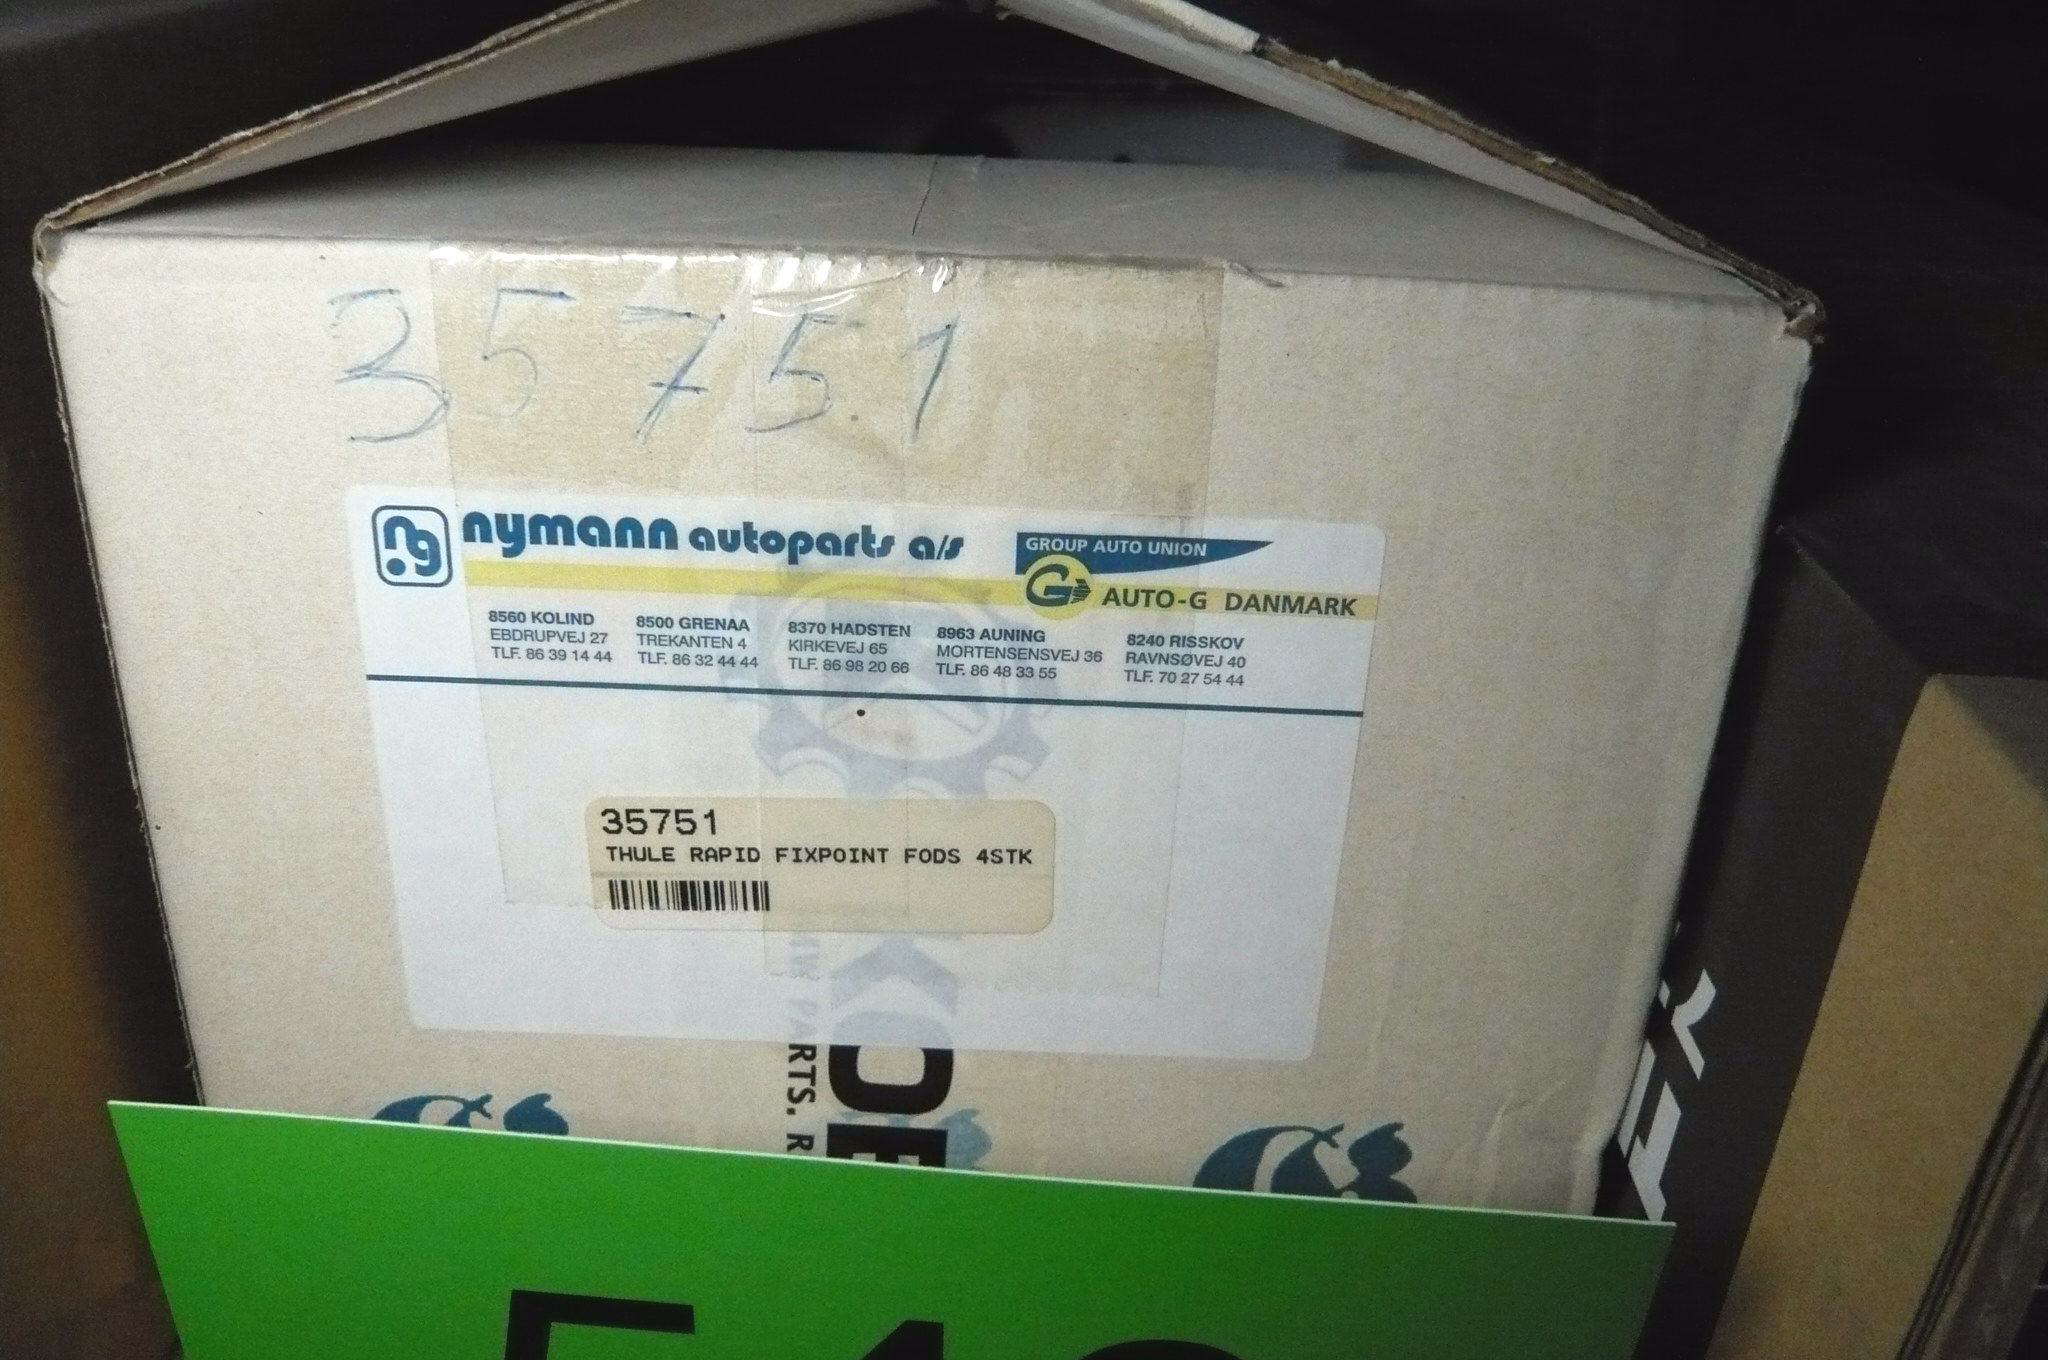 35751
ng nymann autoparts a/s
GROUP AUTO UNION
G AUTO-G DANMARK
8560 KOLIND
EBDRUPVEJ 27
TLF. 86 39 14 44
8500 GRENAA
TREKANTEN 4
TLF. 86 32 44 44
8370 HADSTEN
KIRKEVEJ 65
TLF. 86 98 20 66
8963 AUNING
MORTENSENSVEJ 36
TLF. 86 48 33 55
8240 RISSKOV
RAVNSØVEJ 40
TLF. 70 27 54 44
35751
THULE RAPID FIXPOINT FODS 4STK
PARTS. R